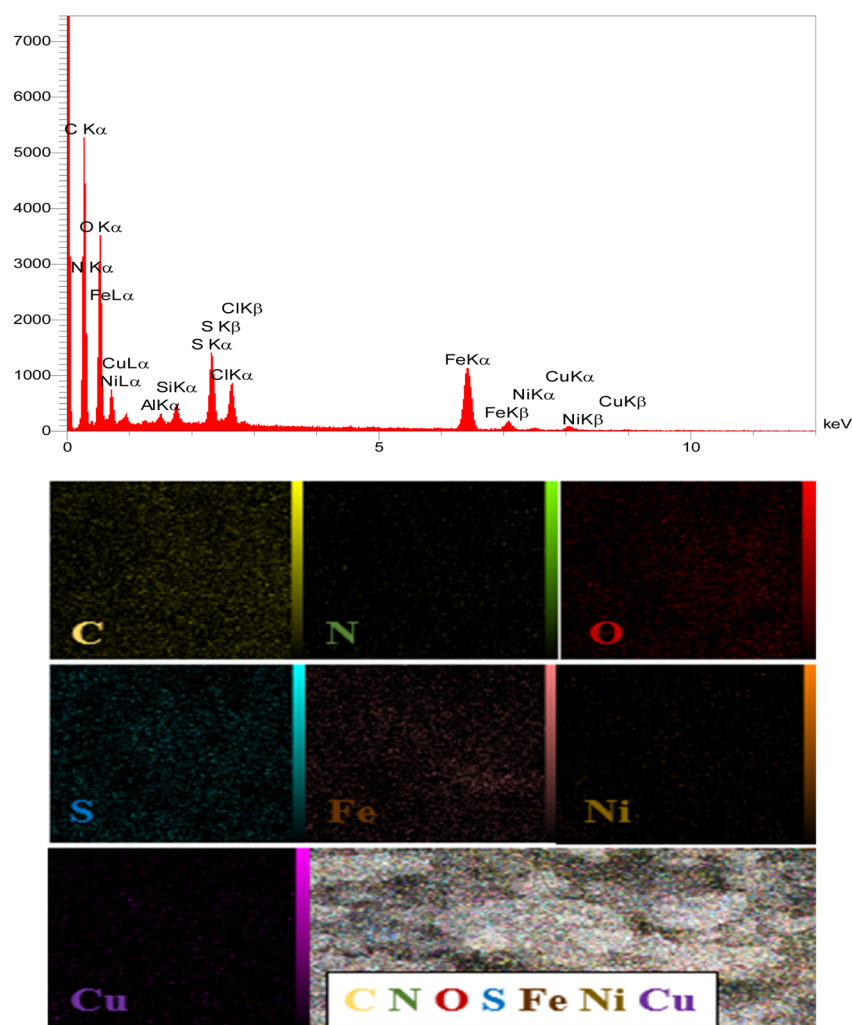 7000
6000
5000
4000
3000
2000
1000
0
C Kα
O Kα
N Kα
FeLα
CuLα
NiLα
AlKα
SiKα
ClKβ
S Kβ
S Kα
ClKα
FeKα
FeKβ
NiKα
CuKα
NiKβ
CuKβ
0 5 10
keV
C N O
S Fe Ni
Cu
C N O S Fe Ni Cu